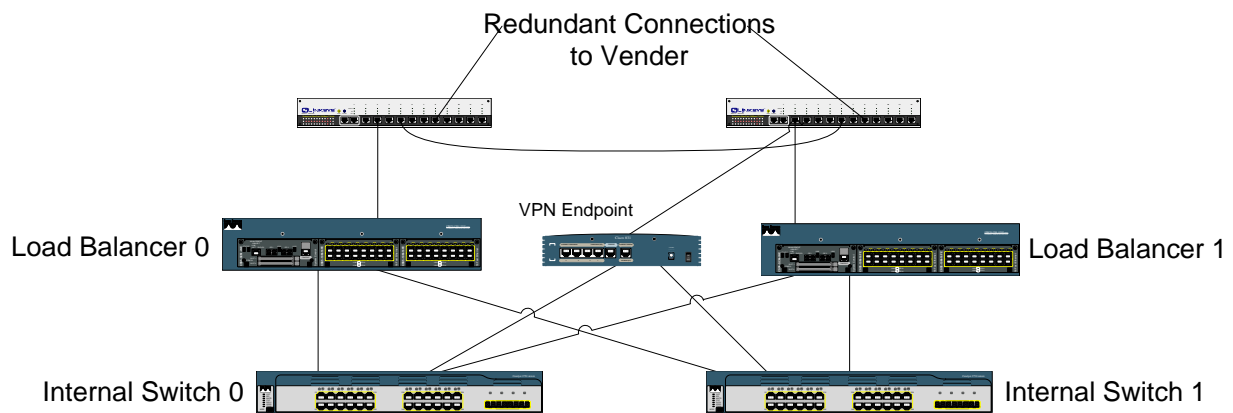 Redundant Connections
to Vender
VPN Endpoint
Load Balancer 0
Load Balancer 1
Internal Switch 0
Internal Switch 1